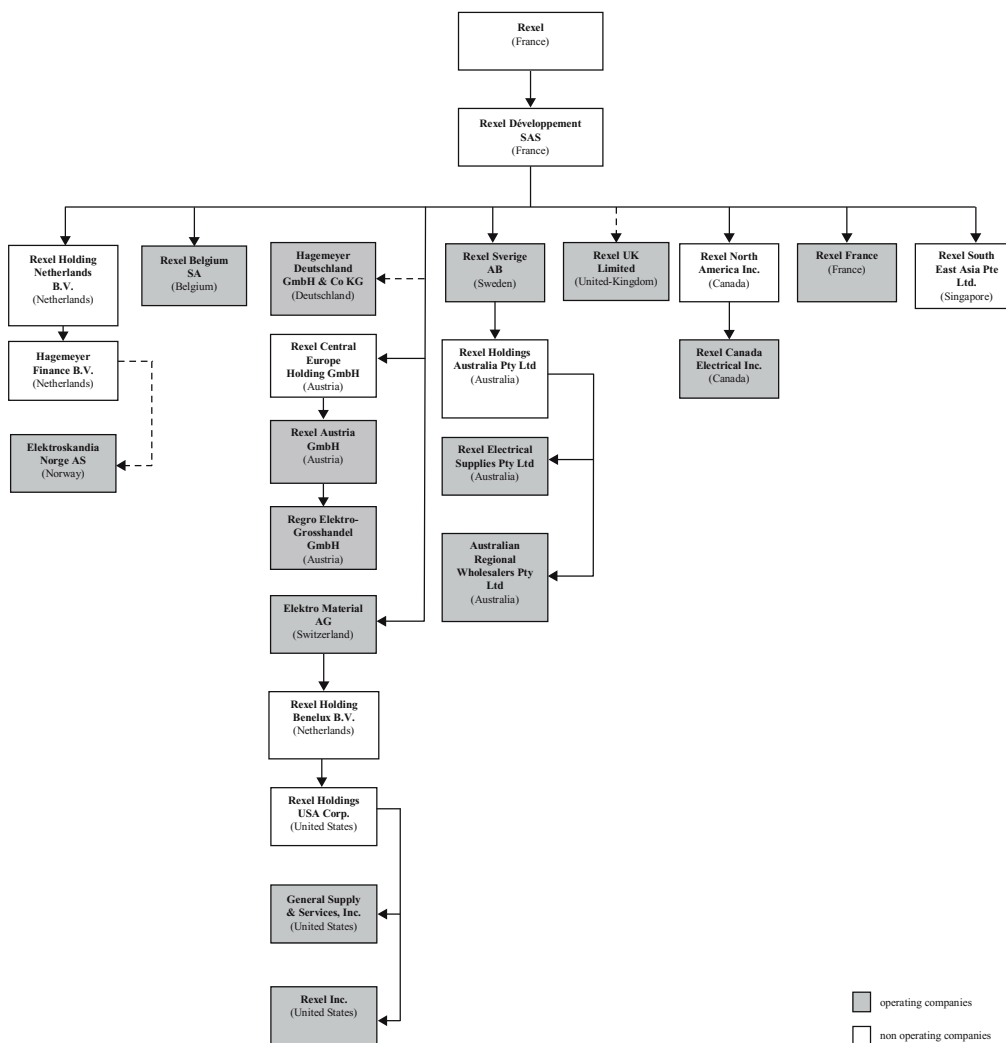 Rexel
(France)
Rexel Développement
SAS
(France)
Rexel Holding
Netherlands
B.V.
(Netherlands)
Rexel Belgium
SA
(Belgium)
Hagemeyer
Deutschland
GmbH & Co KG
(Deutschland)
Rexel Sverige
AB
(Sweden)
Rexel UK
Limited
(United-Kingdom)
Rexel North
America Inc.
(Canada)
Rexel France
(France)
Rexel South
East Asia Pte
Ltd.
(Singapore)
Hagemeyer
Finance B.V.
(Netherlands)
Rexel Central
Europe
Holding GmbH
(Austria)
Rexel Holdings
Australia Pty Ltd
(Australia)
Rexel Canada
Electrical Inc.
(Canada)
Elektroskandia
Norge AS
(Norway)
Rexel Austria
GmbH
(Austria)
Rexel Electrical
Supplies Pty Ltd
(Australia)
Regro Elektro-
Grosshandel
GmbH
(Austria)
Australian
Regional
Wholesalers Pty
Ltd
(Australia)
Elektro Material
AG
(Switzerland)
Rexel Holding
Benelux B.V.
(Netherlands)
Rexel Holdings
USA Corp.
(United States)
General Supply
& Services, Inc.
(United States)
Rexel Inc.
(United States)
operating companies
non operating companies